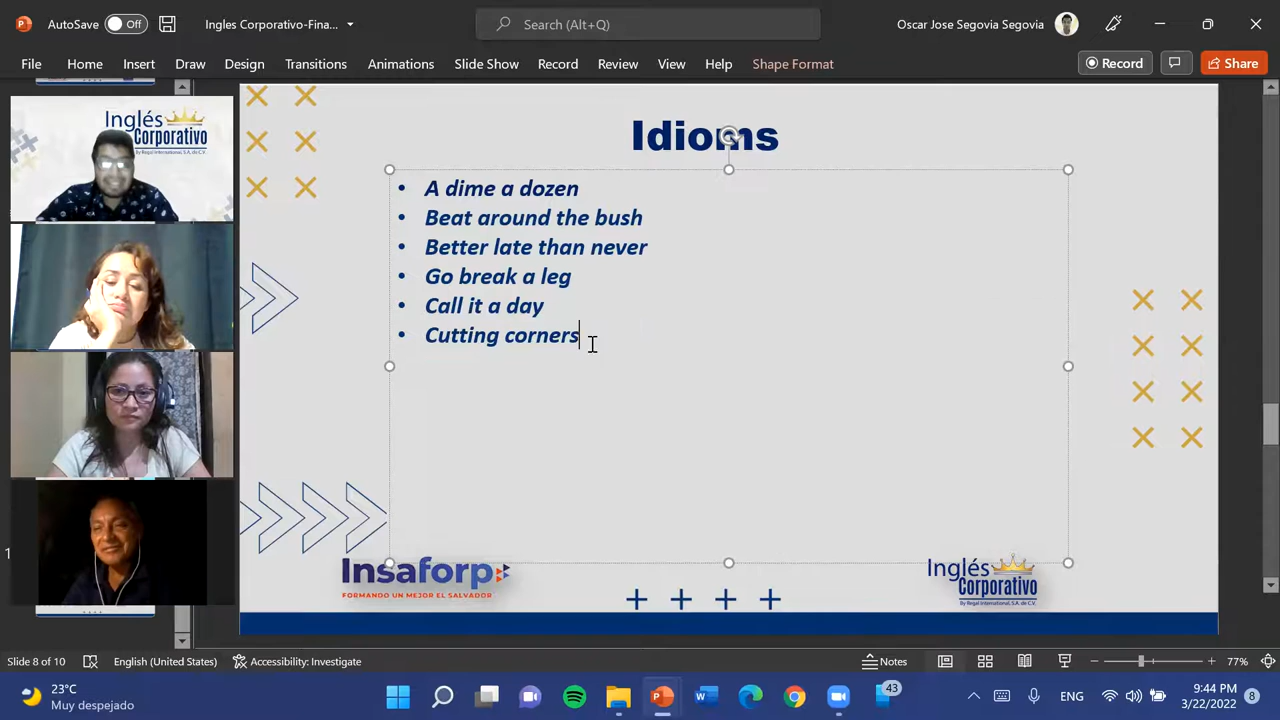 AutoSave Off Ingles Corporativo-Fina... Search (Alt+Q) Oscar Jose Segovia Segovia
File Home Insert Draw Design Transitions Animations Slide Show Record Review View Help Shape Format Record Share
Inglés
Corporativo
Idioms
• A dime a dozen
• Beat around the bush
• Better late than never
• Go break a leg
• Call it a day
• Cutting corners
1
Insaforp
FORMANDO UN MEJOR EL SALVADOR
Inglés
Corporativo
By Regal International, S.A. de C.V.
Slide 8 of 10 English (United States) Accessibility: Investigate Notes 77%
23°C
Muy despejado
43
ENG
9:44 PM
3/22/2022
8